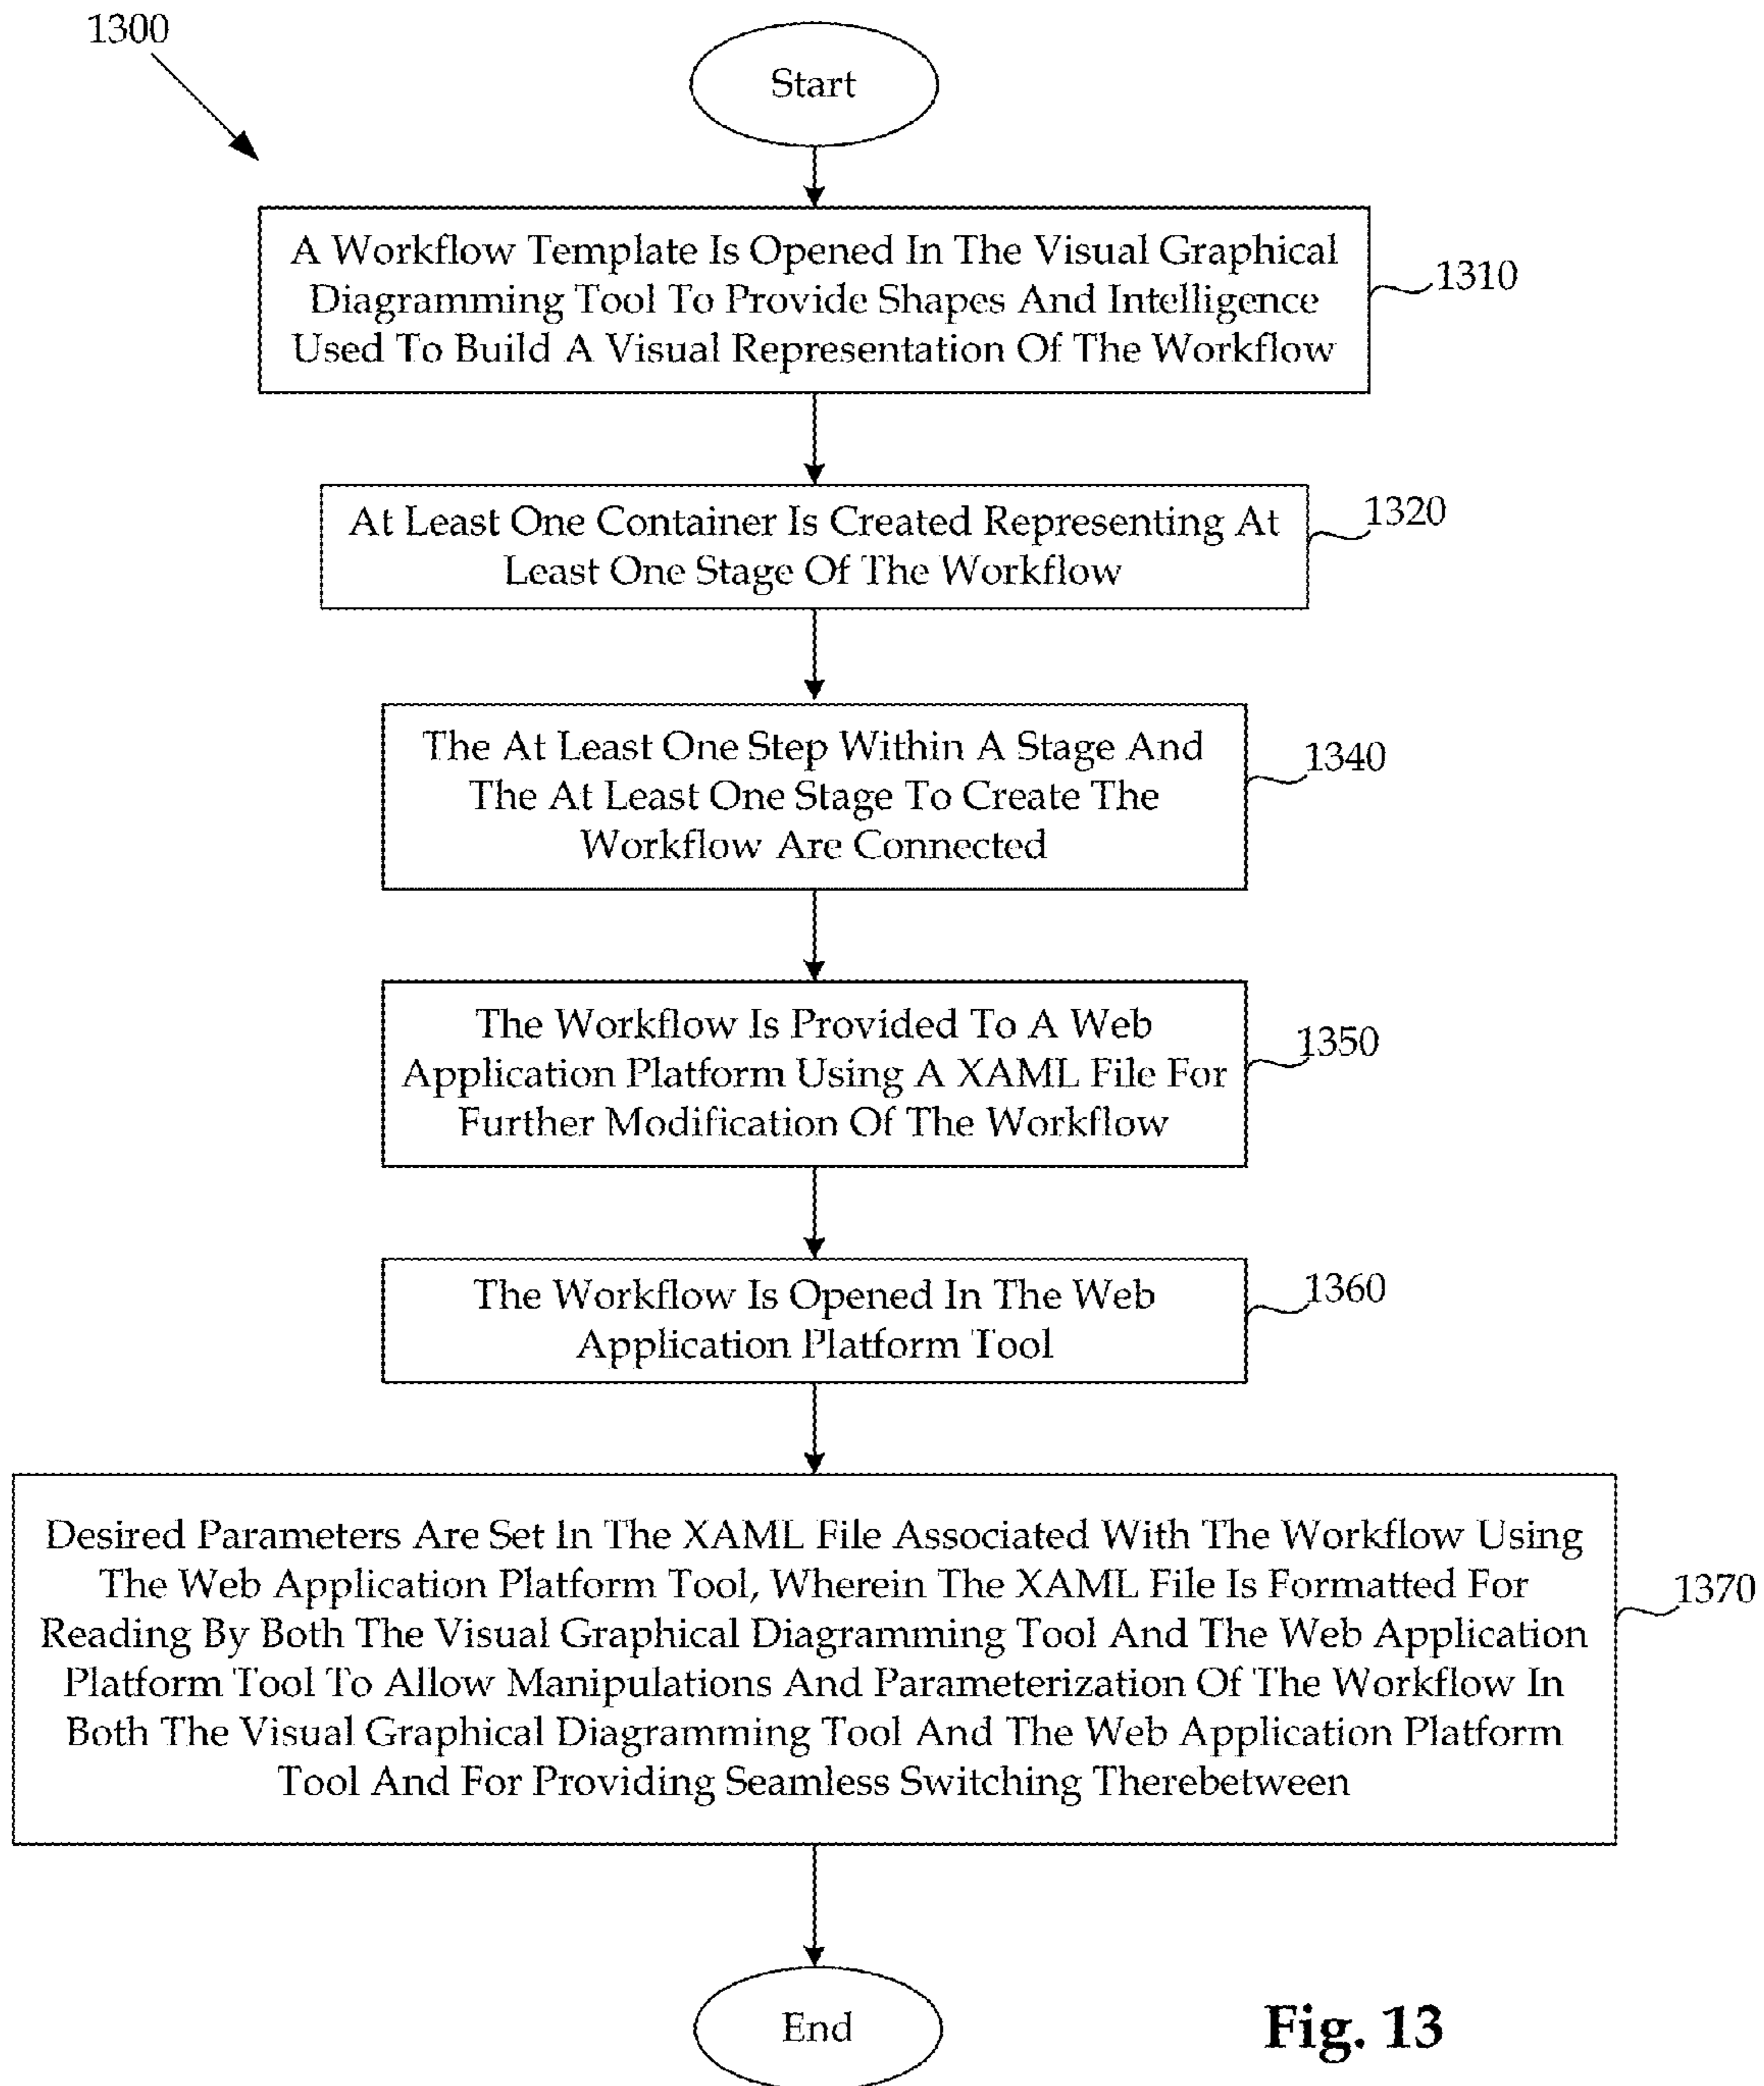 1300
Start
A Workflow Template Is Opened In The Visual Graphical
Diagramming Tool To Provide Shapes And Intelligence
Used To Build A Visual Representation Of The Workflow
1310
At Least One Container Is Created Representing At
Least One Stage Of The Workflow
1320
The At Least One Step Within A Stage And
The At Least One Stage To Create The
Workflow Are Connected
1340
The Workflow Is Provided To A Web
Application Platform Using A XAML File For
Further Modification Of The Workflow
1350
The Workflow Is Opened In The Web
Application Platform Tool
1360
Desired Parameters Are Set In The XAML File Associated With The Workflow Using
The Web Application Platform Tool, Wherein The XAML File Is Formatted For
Reading By Both The Visual Graphical Diagramming Tool And The Web Application
Platform Tool To Allow Manipulations And Parameterization Of The Workflow In
Both The Visual Graphical Diagramming Tool And The Web Application Platform
Tool And For Providing Seamless Switching Therebetween
1370
End
Fig. 13